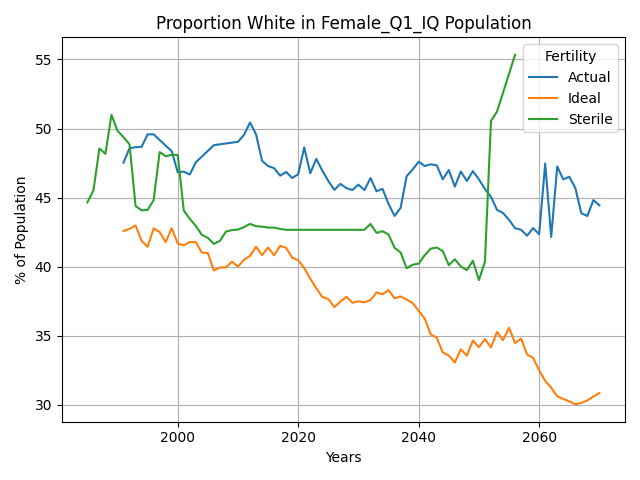 Proportion White in Female_Q1_IQ Population
% of Population
55
50
45
40
35
30
Fertility
Actual
Ideal
Sterile
2000
2020
2040
2060
Years